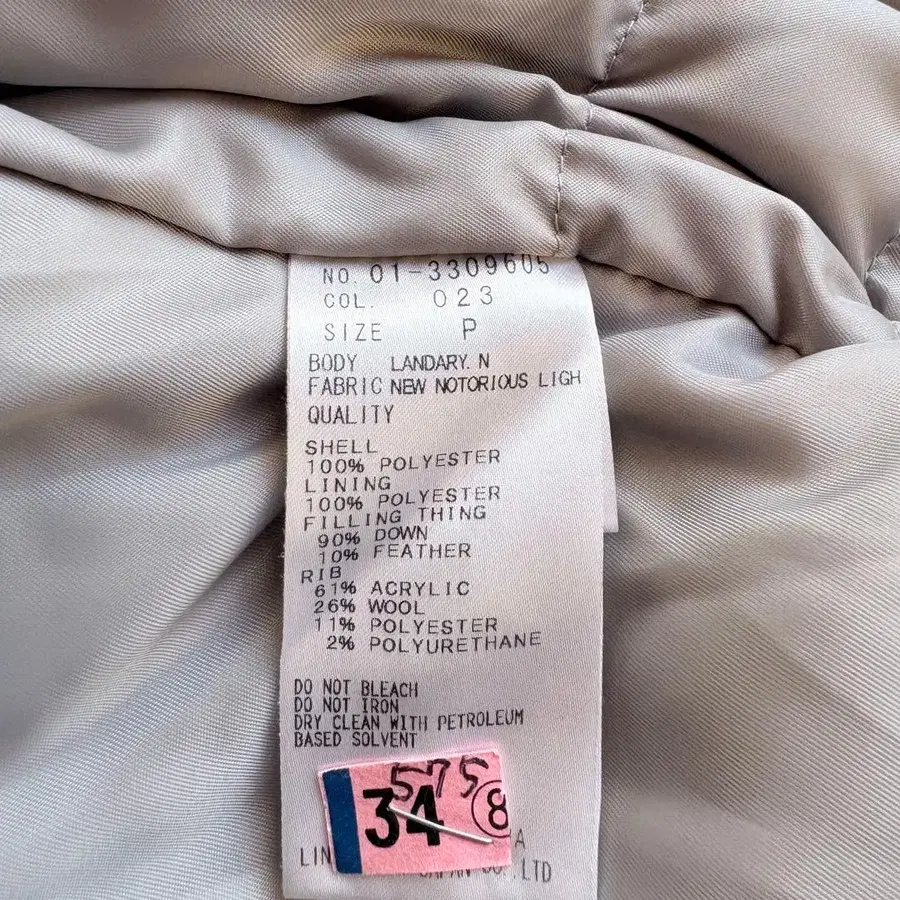 NO. 01-3309605
COL. 023
SIZE P
BODY LANDARY. N
FABRIC NEW NOTORIOUS LIGH
QUALITY
SHELL
100% POLYESTER
LINING
100% POLYESTER
FILLING THING
90% DOWN
10% FEATHER
RIB
61% ACRYLIC
26% WOOL
11% POLYESTER
2% POLYURETHANE
DO NOT BLEACH
DO NOT IRON
DRY CLEAN WITH PETROLEUM
BASED SOLVENT
575
34 8
A
LIN JAPAN CO.,LTD